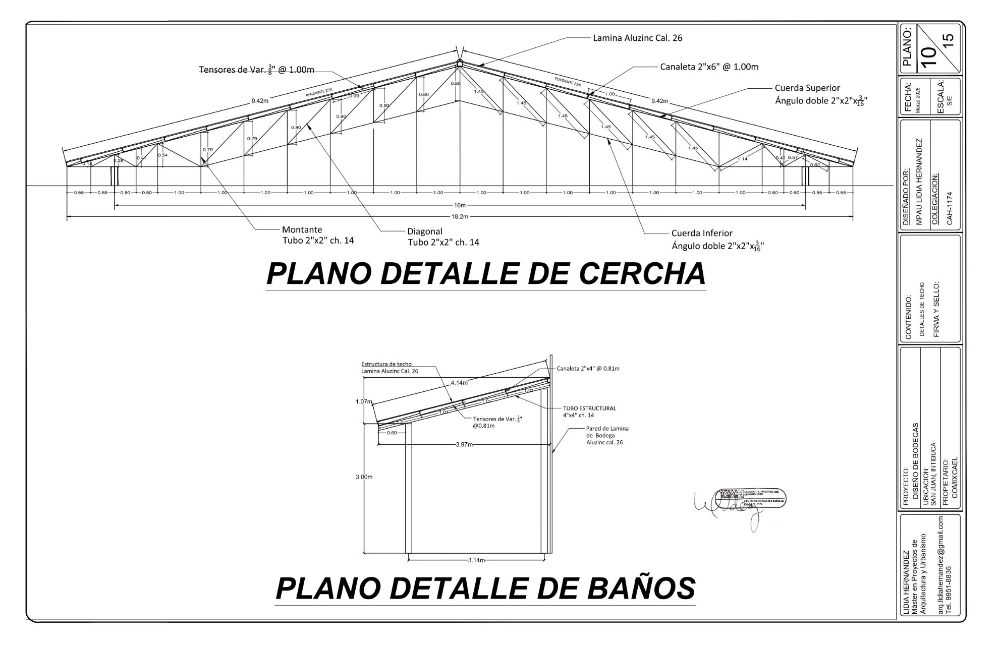 Lamina Aluzinc Cal. 26
Tensores de Var. 3/8" @ 1.00m
Canaleta 2"x6" @ 1.00m
Cuerda Superior
Ángulo doble 2"x2"x3/16"
PENDIENTE 25%
PENDIENTE 25%
9.42m
9.42m
0.99
1.00
0.14
0.28
0.41
0.54
0.79
0.79
0.80
0.80
0.80
0.80
0.80
1.45
1.45
1.45
1.45
1.45
1.45
1.14
0.41
0.57
0.62
0.55
0.55
0.50
0.50
1.00
1.00
1.00
1.00
1.00
1.00
1.00
1.00
1.00
1.00
1.00
1.00
1.00
1.00
0.50
0.50
0.55
0.55
16m
18.2m
Montante
Tubo 2"x2" ch. 14
Diagonal
Tubo 2"x2" ch. 14
Cuerda Inferior
Ángulo doble 2"x2"x3/16"
PLANO DETALLE DE CERCHA
Estructura de techo
Lamina Aluzinc Cal. 26
Canaleta 2"x4" @ 0.81m
4.14m
1.07m
1.01
1.01
1.01
1.01
TUBO ESTRUCTURAL
4"x4" ch. 14
Tensores de Var. 3/8"
@0.81m
Pared de Lamina
de Bodega
Aluzinc cal. 26
0.60
3.97m
3.00m
3.14m
PLANO DETALLE DE BAÑOS
CAH
COLEGIO DE ARQUITECTOS
DE HONDURAS
LIDIA MARIA HERNANDEZ CARVAJAL
PLANO:
10
15
FECHA:
Marzo 2026
ESCALA:
S/E
DISEÑADO POR:
MPAU LIDIA HERNANDEZ
COLEGIACION:
CAH-1174
CONTENIDO:
DETALLES DE TECHO
FIRMA Y SELLO:
PROYECTO:
DISEÑO DE BODEGAS
UBICACION:
SAN JUAN, INTIBUCA
PROPIETARIO:
COMIXCAEL
LIDIA HERNANDEZ
Máster en Proyectos de
Arquitectura y Urbanismo
arq.lidiahernandez@gmail.com
Tel. 9951-8835